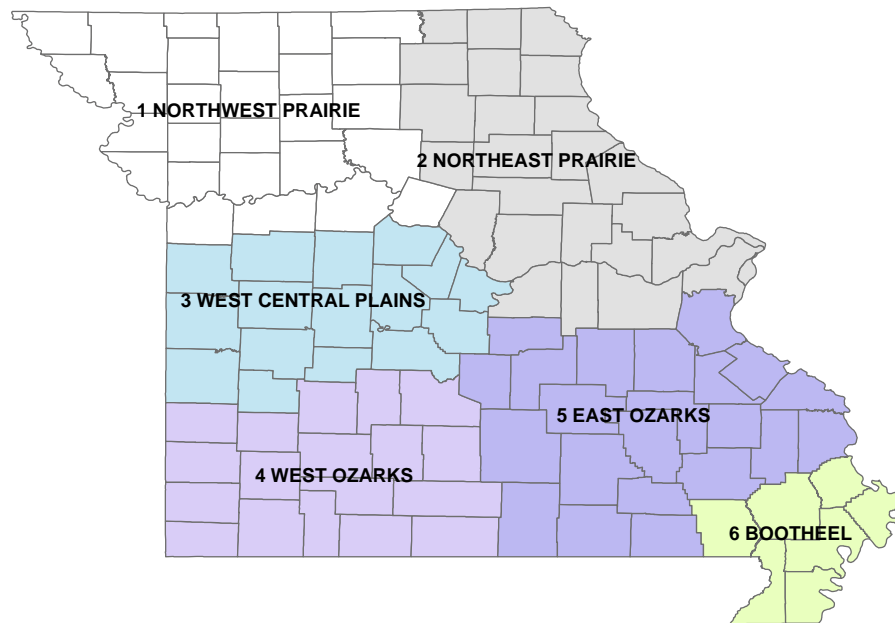 1 NORTHWEST PRAIRIE
2 NORTHEAST PRAIRIE
3 WEST CENTRAL PLAINS
5 EAST OZARKS
4 WEST OZARKS
6 BOOTHEEL